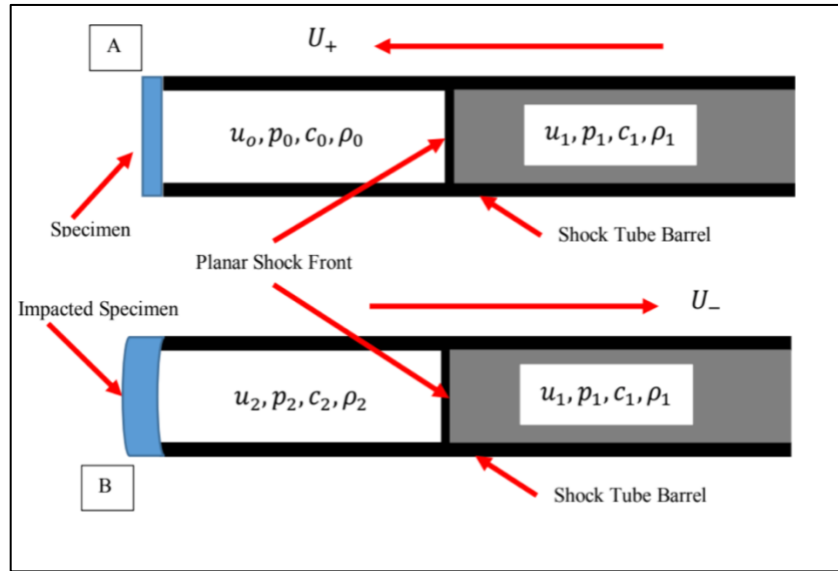 A
U₊
u₀, p₀, c₀, ρ₀
u₁, p₁, c₁, ρ₁
Specimen
Shock Tube Barrel
Planar Shock Front
Impacted Specimen
U₋
u₂, p₂, c₂, ρ₂
u₁, p₁, c₁, ρ₁
B
Shock Tube Barrel